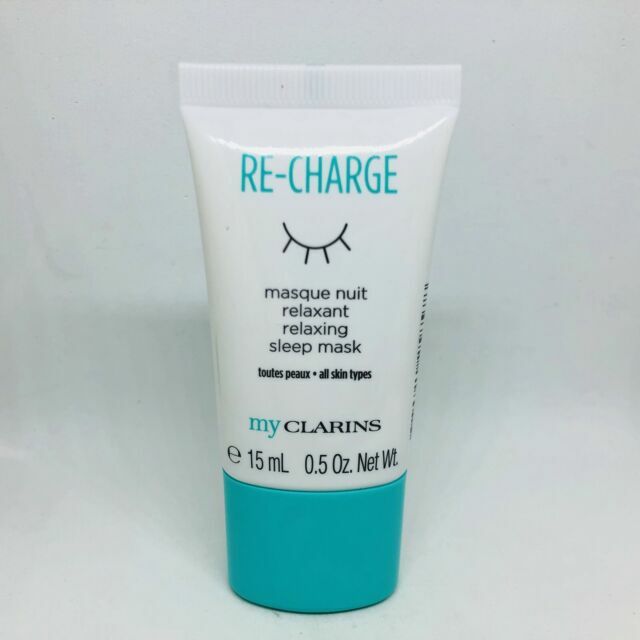 RE-CHARGE
masque nuit
relaxant
relaxing
sleep mask
toutes peaux • all skin types
my CLARINS
℮ 15 mL 0.5 Oz. Net Wt.